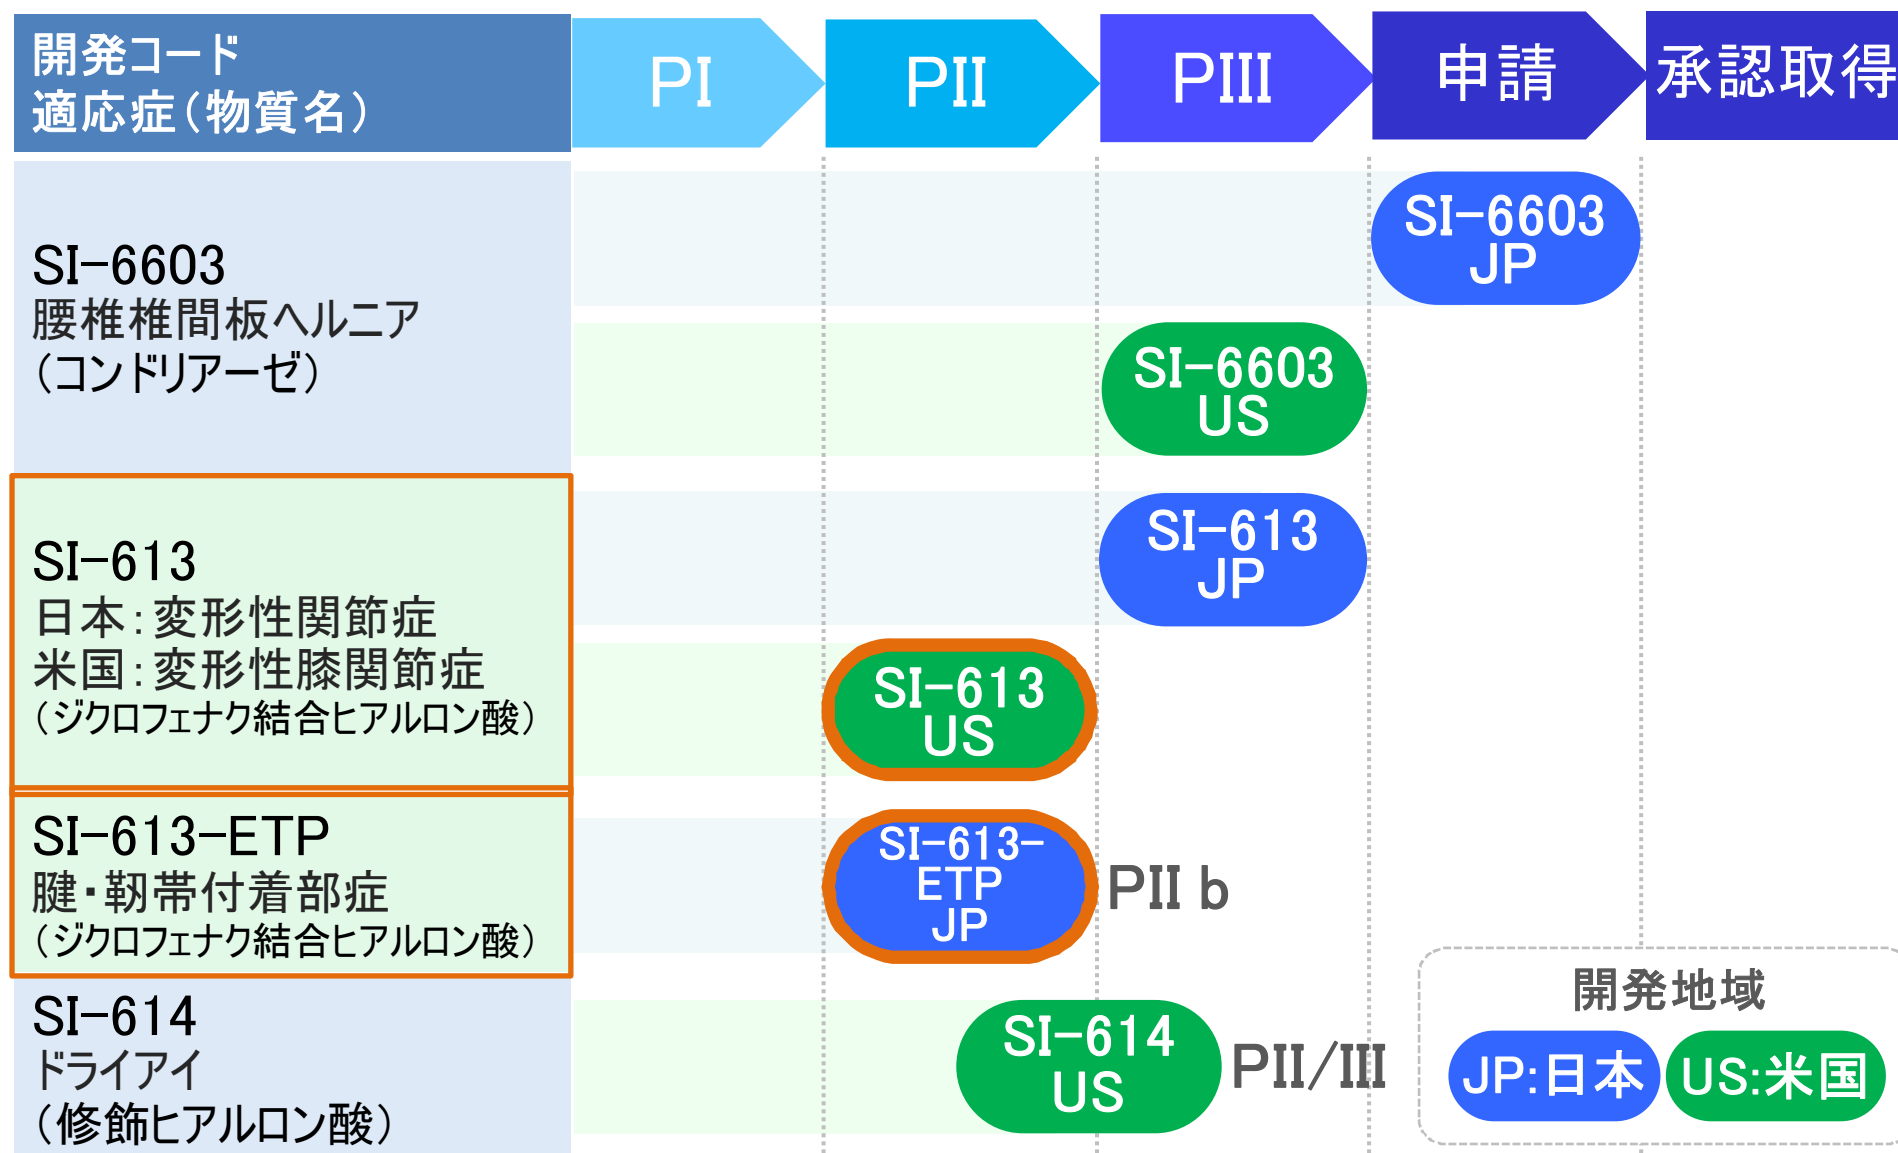 開発コード
適応症(物質名)
PI
PII
PIII
申請
承認取得
SI-6603
腰椎椎間板ヘルニア
(コンドリアーゼ)
SI-6603
JP
SI-6603
US
SI-613
日本:変形性関節症
米国:変形性膝関節症
(ジクロフェナク結合ヒアルロン酸)
SI-613
JP
SI-613
US
SI-613-ETP
腱・靭帯付着部症
(ジクロフェナク結合ヒアルロン酸)
SI-613-
ETP
JP
PII b
SI-614
ドライアイ
(修飾ヒアルロン酸)
SI-614
US
PII/III
開発地域
JP:日本
US:米国